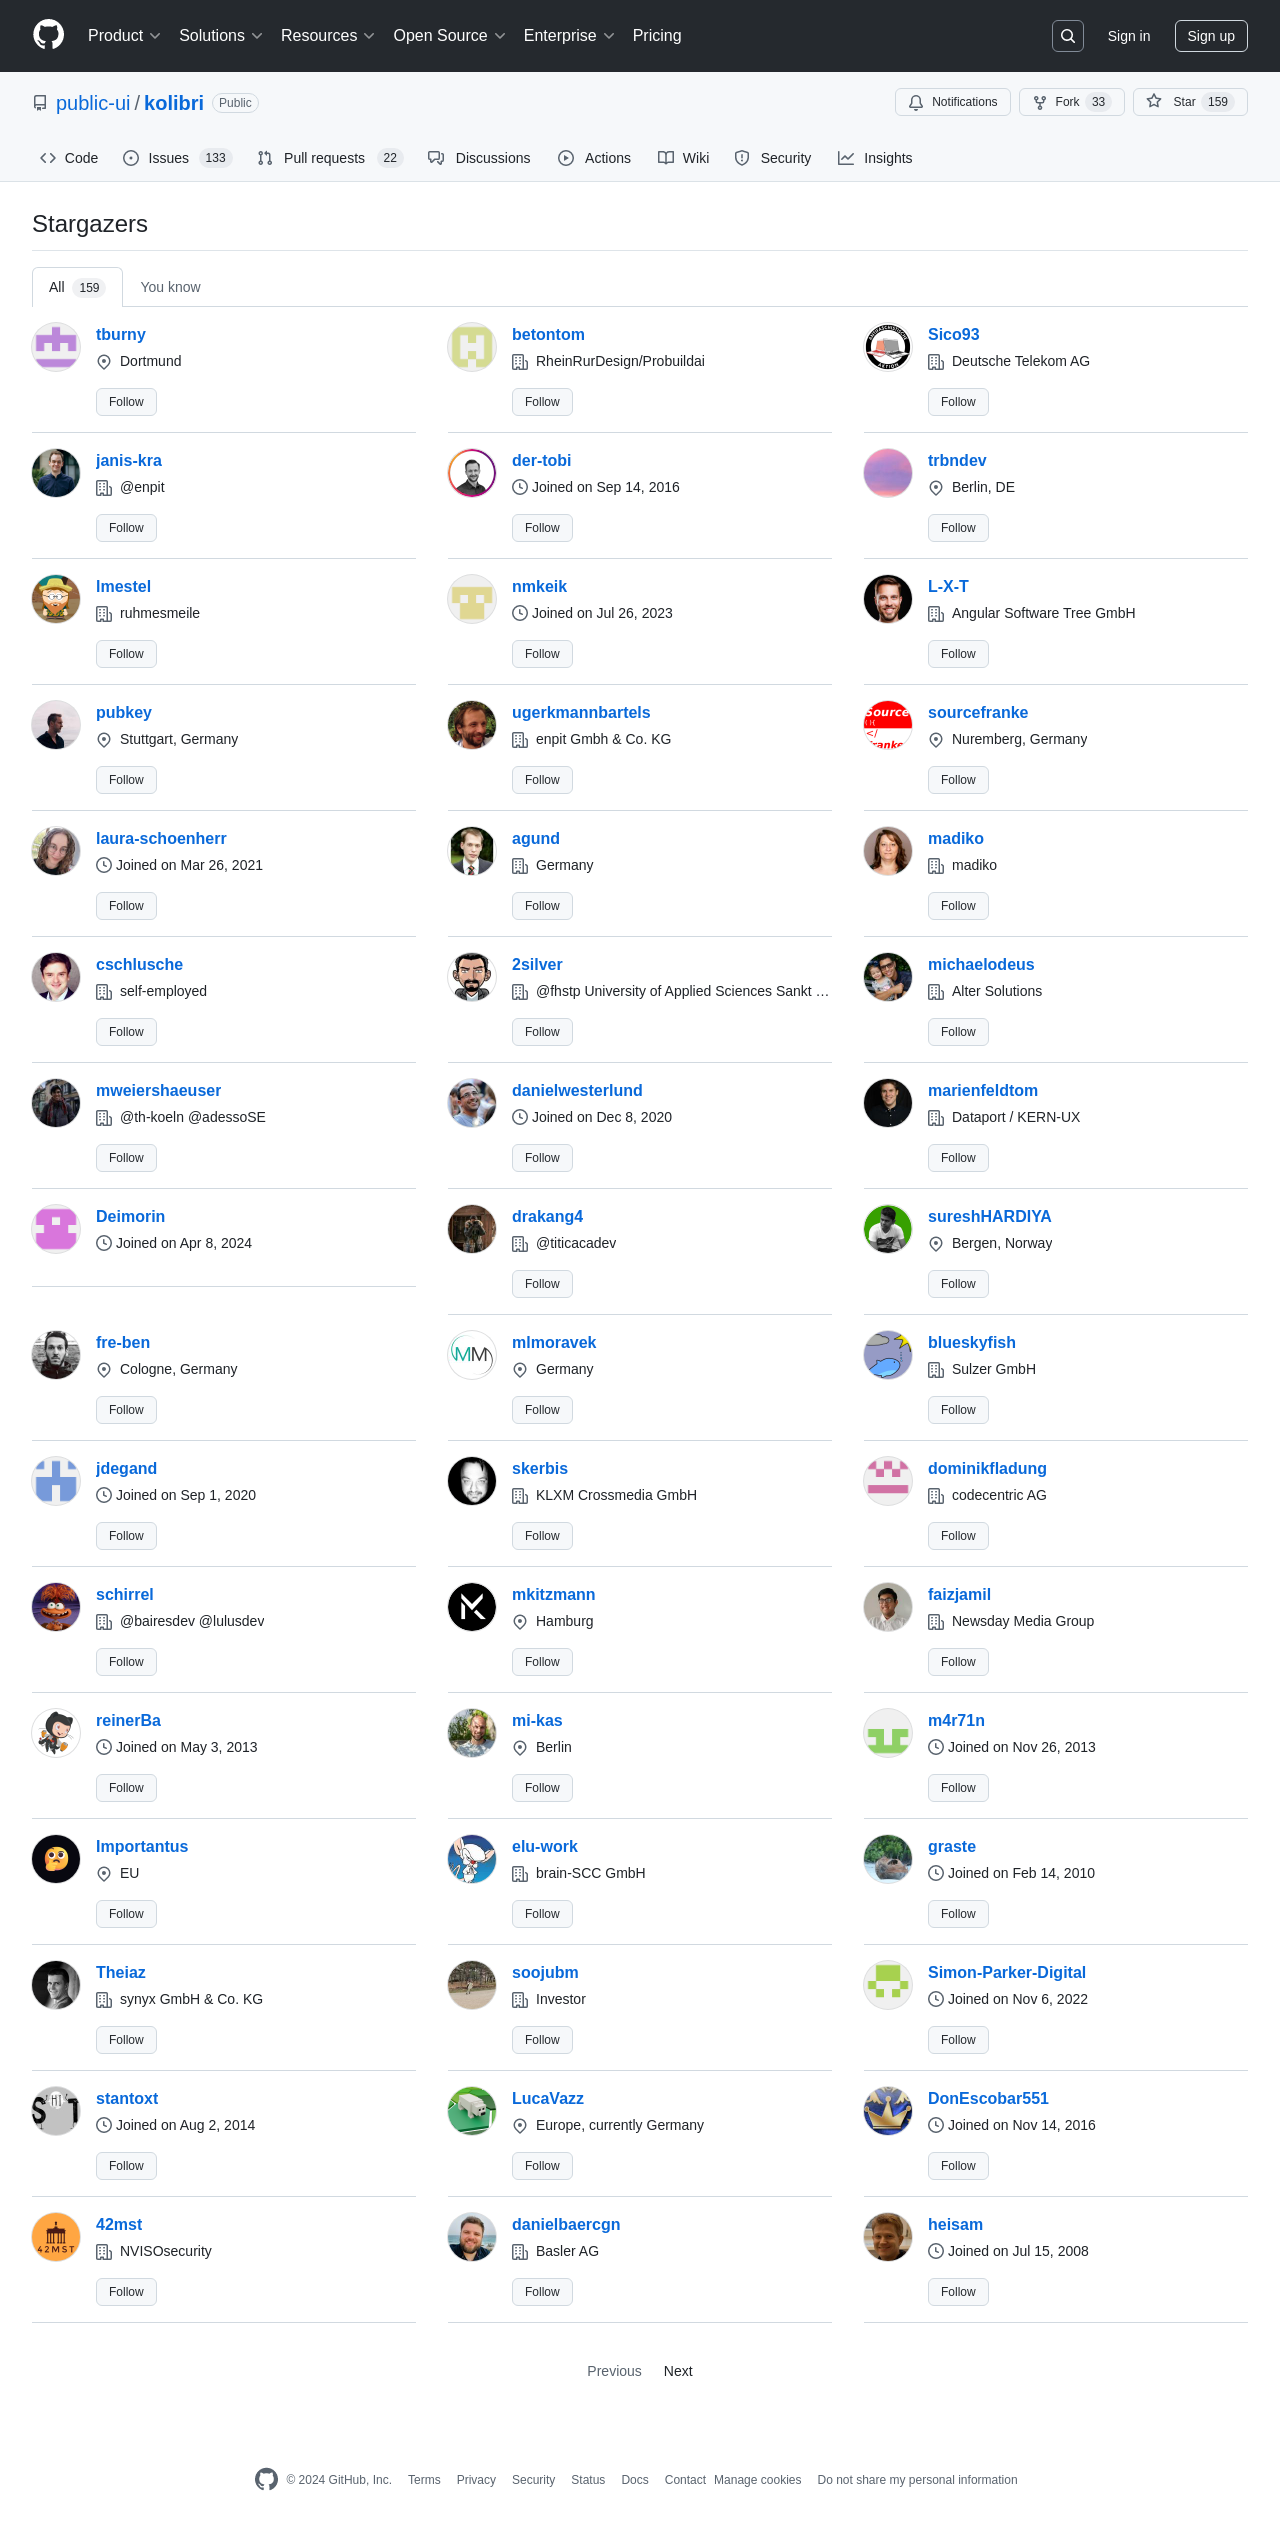 Product Solutions Resources Open Source Enterprise Pricing Sign in Sign up
public-ui / kolibri Public Notifications Fork 33 Star 159
Code Issues 133 Pull requests 22 Discussions Actions Wiki Security Insights
Stargazers
All 159 You know
tburny betontom Sico93
Dortmund RheinRurDesign/Probuildai Deutsche Telekom AG
Follow Follow Follow
janis-kra der-tobi trbndev
@enpit Joined on Sep 14, 2016 Berlin, DE
Follow Follow Follow
lmestel nmkeik L-X-T
ruhmesmeile Joined on Jul 26, 2023 Angular Software Tree GmbH
Follow Follow Follow
pubkey ugerkmannbartels sourcefranke
Stuttgart, Germany enpit Gmbh & Co. KG Nuremberg, Germany
Follow Follow Follow
laura-schoenherr agund madiko
Joined on Mar 26, 2021 Germany madiko
Follow Follow Follow
cschlusche 2silver michaelodeus
self-employed @fhstp University of Applied Sciences Sankt … Alter Solutions
Follow Follow Follow
mweiershaeuser danielwesterlund marienfeldtom
@th-koeln @adessoSE Joined on Dec 8, 2020 Dataport / KERN-UX
Follow Follow Follow
Deimorin drakang4 sureshHARDIYA
Joined on Apr 8, 2024 @titicacadev Bergen, Norway
Follow Follow
fre-ben mlmoravek blueskyfish
Cologne, Germany Germany Sulzer GmbH
Follow Follow Follow
jdegand skerbis dominikfladung
Joined on Sep 1, 2020 KLXM Crossmedia GmbH codecentric AG
Follow Follow Follow
schirrel mkitzmann faizjamil
@bairesdev @lulusdev Hamburg Newsday Media Group
Follow Follow Follow
reinerBa mi-kas m4r71n
Joined on May 3, 2013 Berlin Joined on Nov 26, 2013
Follow Follow Follow
Importantus elu-work graste
EU brain-SCC GmbH Joined on Feb 14, 2010
Follow Follow Follow
Theiaz soojubm Simon-Parker-Digital
synyx GmbH & Co. KG Investor Joined on Nov 6, 2022
Follow Follow Follow
stantoxt LucaVazz DonEscobar551
Joined on Aug 2, 2014 Europe, currently Germany Joined on Nov 14, 2016
Follow Follow Follow
42mst danielbaercgn heisam
42MST NVISOsecurity Basler AG Joined on Jul 15, 2008
Follow Follow Follow
Previous Next
© 2024 GitHub, Inc. Terms Privacy Security Status Docs Contact Manage cookies Do not share my personal information